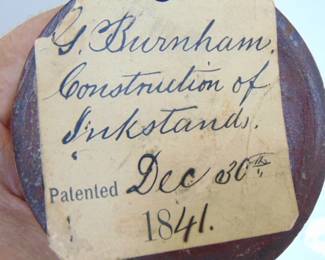 G. Burnham.
Construction of
Inkstands.
Patented Dec 30th
1841.